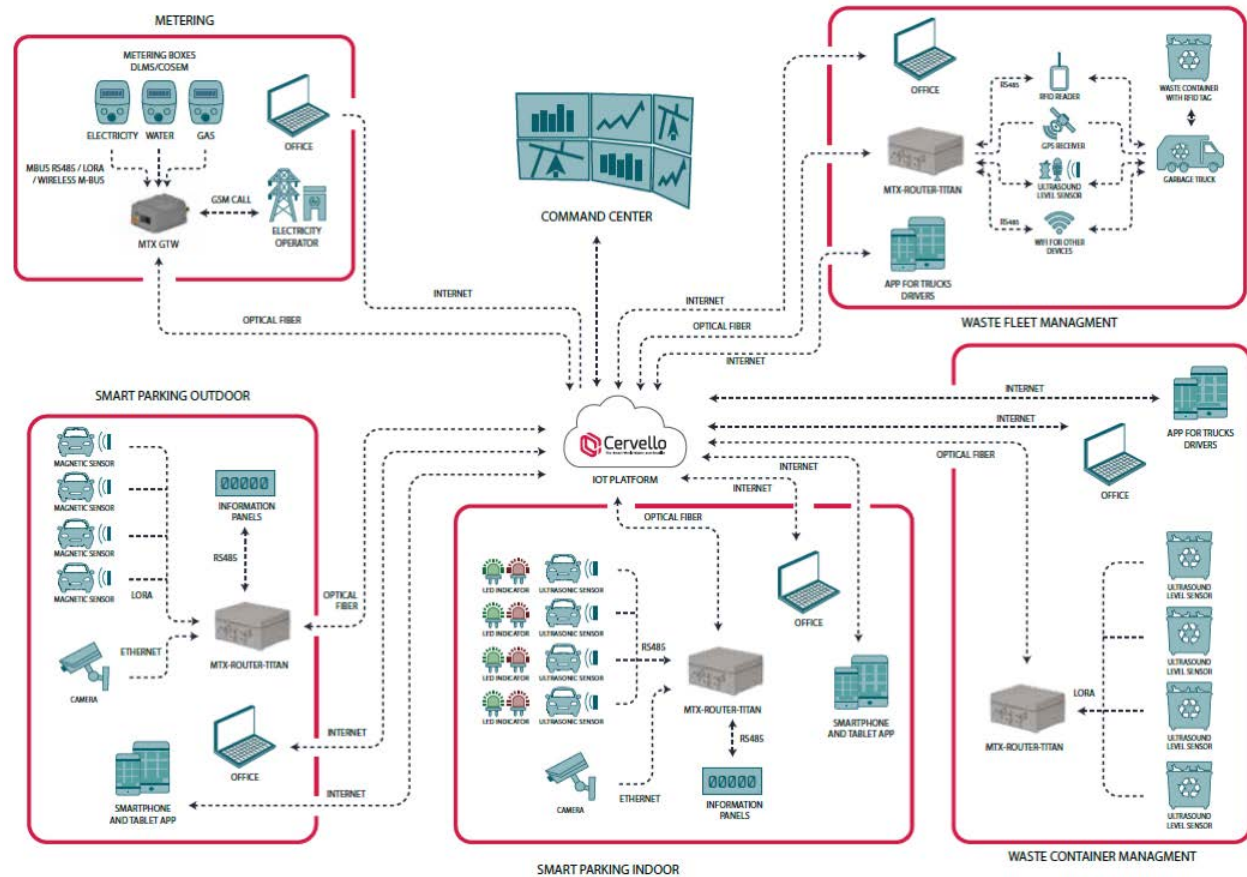 METERING
METERING BOXES
DLMS/COSEM
ELECTRICITY
WATER
GAS
OFFICE
MBUS RS485 / LORA
/ WIRELESS M-BUS
GSM CALL
MTX GTW
ELECTRICITY
OPERATOR
INTERNET
OPTICAL FIBER
COMMAND CENTER
OFFICE
RS485
RFID READER
WASTE CONTAINER
WITH RFID TAG
MTX-ROUTER-TITAN
GPS RECEIVER
GARBAGE TRUCK
ULTRASOUND
LEVEL SENSOR
RS485
WIFI FOR OTHER
DEVICES
APP FOR TRUCKS
DRIVERS
INTERNET
OPTICAL FIBER
INTERNET
WASTE FLEET MANAGMENT
SMART PARKING OUTDOOR
MAGNETIC SENSOR
MAGNETIC SENSOR
MAGNETIC SENSOR
MAGNETIC SENSOR
00000
INFORMATION
PANELS
RS485
LORA
OPTICAL
FIBER
MTX-ROUTER-TITAN
ETHERNET
CAMERA
OFFICE
INTERNET
SMARTPHONE
AND TABLET APP
INTERNET
Cervello
IOT PLATFORM
INTERNET
INTERNET
OPTICAL FIBER
LED INDICATOR
ULTRASONIC SENSOR
LED INDICATOR
ULTRASONIC SENSOR
LED INDICATOR
ULTRASONIC SENSOR
LED INDICATOR
ULTRASONIC SENSOR
RS485
OFFICE
MTX-ROUTER-TITAN
RS485
SMARTPHONE
AND TABLET APP
CAMERA
ETHERNET
00000
INFORMATION
PANELS
SMART PARKING INDOOR
INTERNET
INTERNET
OPTICAL FIBER
APP FOR TRUCKS
DRIVERS
OFFICE
ULTRASOUND
LEVEL SENSOR
ULTRASOUND
LEVEL SENSOR
LORA
ULTRASOUND
LEVEL SENSOR
MTX-ROUTER-TITAN
ULTRASOUND
LEVEL SENSOR
WASTE CONTAINER MANAGMENT